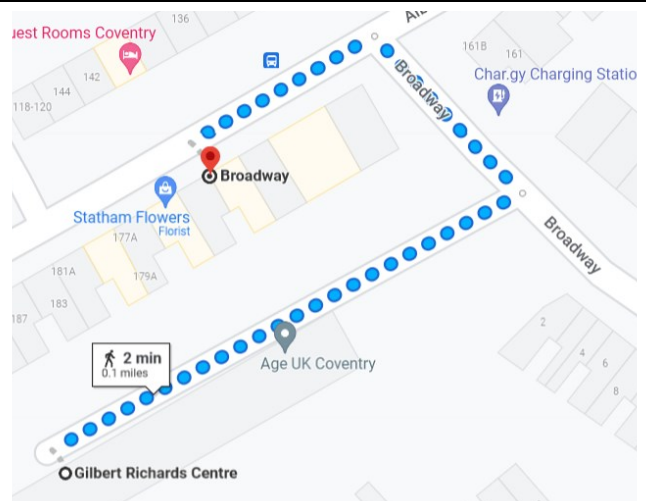 136
uest Rooms Coventry
142
144
118-120
161B
161
Char.gy Charging Statio
Broadway
Broadway
Statham Flowers
Florist
177A
179A
181A
183
187
Broadway
2 min
0.1 miles
Age UK Coventry
2
4
6
8
Gilbert Richards Centre